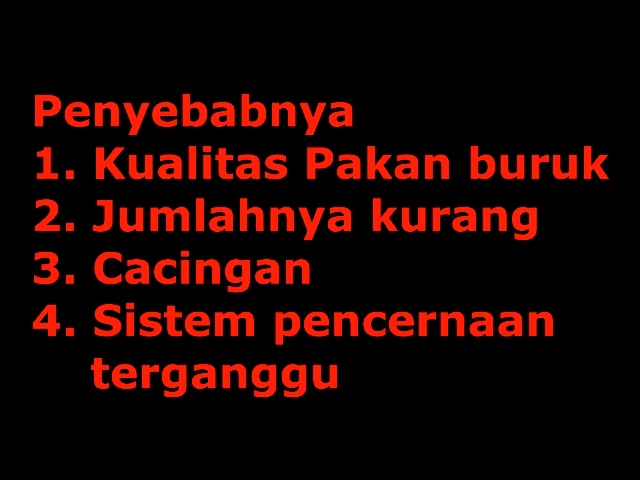 Penyebabnya
1. Kualitas Pakan buruk
2. Jumlahnya kurang
3. Cacingan
4. Sistem pencernaan
terganggu